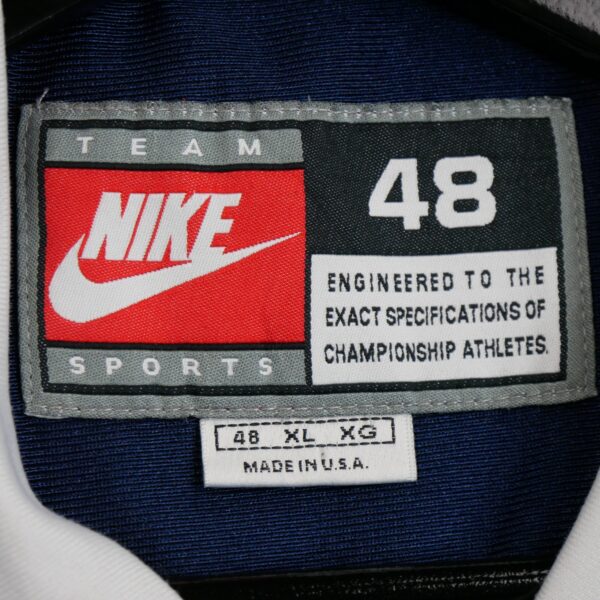 TEAM
NIKE
SPORTS
48
ENGINEERED TO THE
EXACT SPECIFICATIONS OF
CHAMPIONSHIP ATHLETES.
48 XL XG
MADE IN U.S.A.